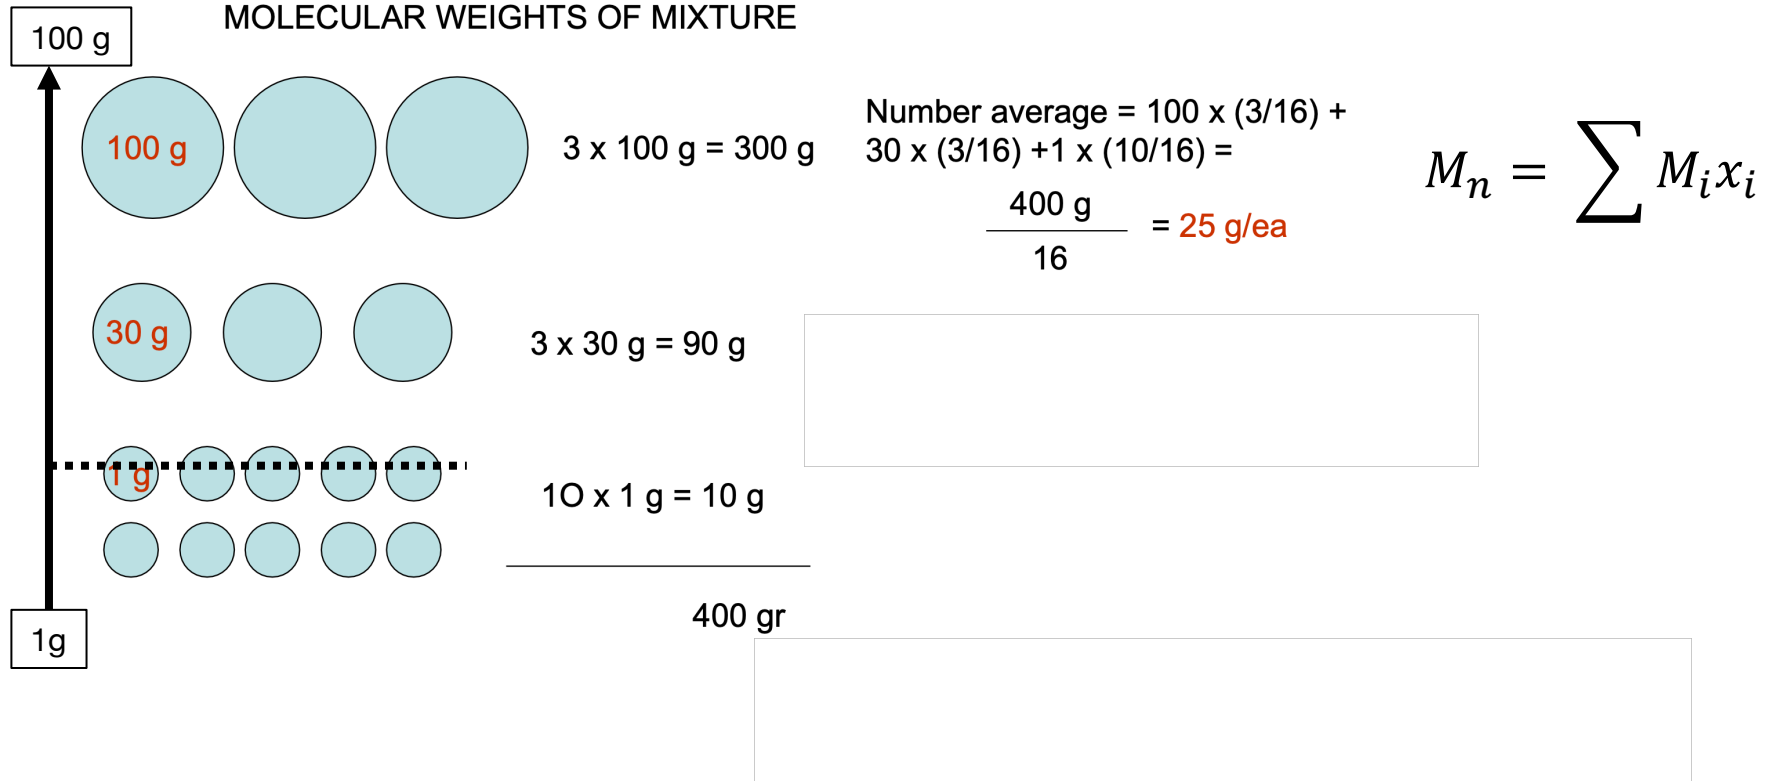 MOLECULAR WEIGHTS OF MIXTURE
100 g
100 g
3 x 100 g = 300 g
Number average = 100 x (3/16) +
30 x (3/16) +1 x (10/16) =
400 g
16
= 25 g/ea
Mₙ = ∑ Mᵢxᵢ
30 g
3 x 30 g = 90 g
1 g
1O x 1 g = 10 g
400 gr
1g